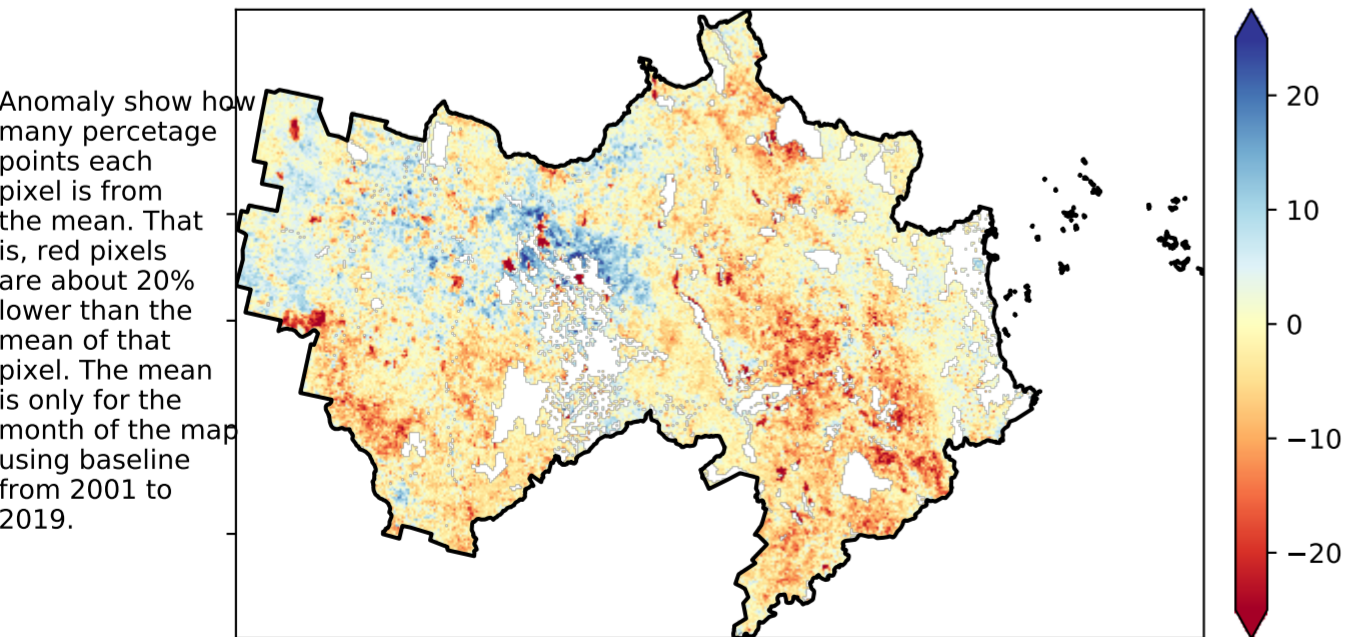 Anomaly show how
many percetage
points each
pixel is from
the mean. That
is, red pixels
are about 20%
lower than the
mean of that
pixel. The mean
is only for the
month of the map
using baseline
from 2001 to
2019.
20
10
0
−10
−20